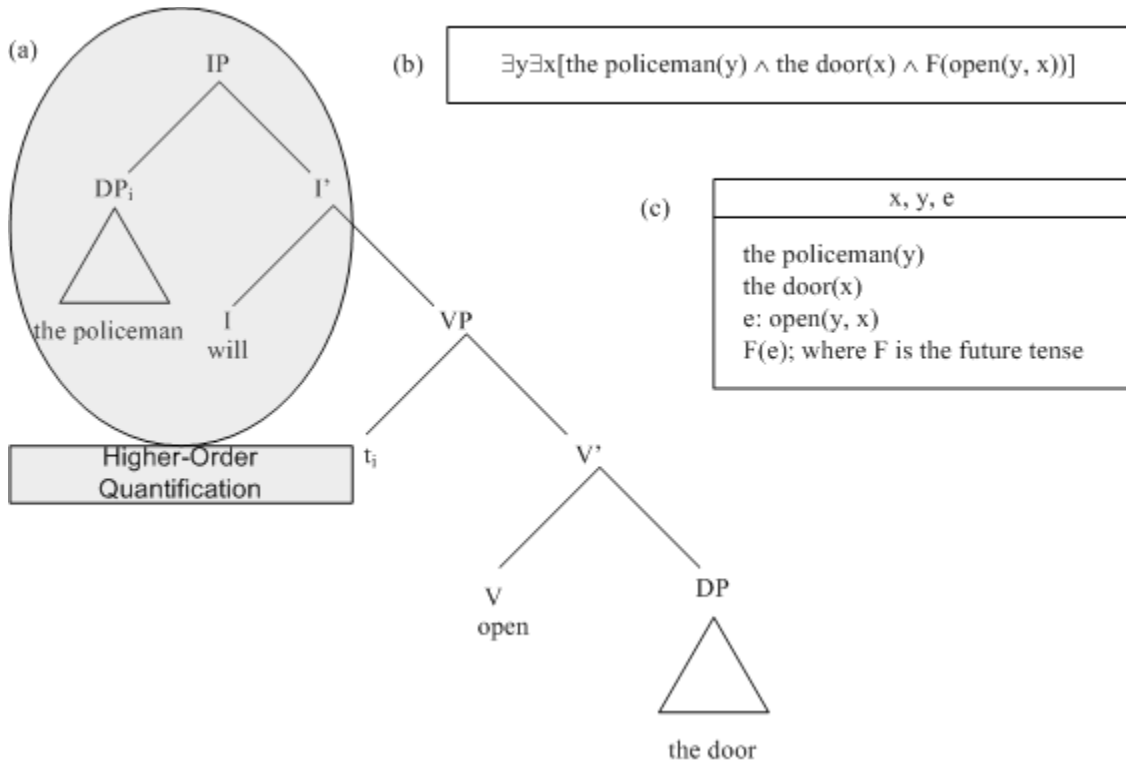 (a)
IP
(b)
∃y∃x[the policeman(y) ∧ the door(x) ∧ F(open(y, x))]
DPᵢ
I’
(c)
x, y, e
the policeman(y)
the door(x)
e: open(y, x)
F(e); where F is the future tense
the policeman
I
will
VP
Higher-Order
Quantification
tᵢ
V’
V
open
DP
the door